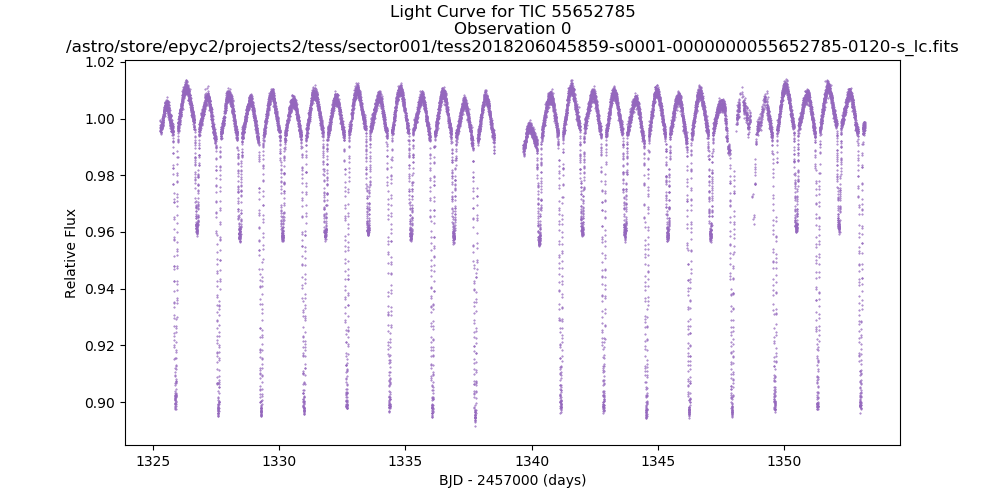 Light Curve for TIC 55652785
Observation 0
/astro/store/epyc2/projects2/tess/sector001/tess2018206045859-s0001-0000000055652785-0120-s_lc.fits
1.02
1.00
0.98
0.96
0.94
0.92
0.90
Relative Flux
1325
1330
1335
1340
1345
1350
BJD - 2457000 (days)